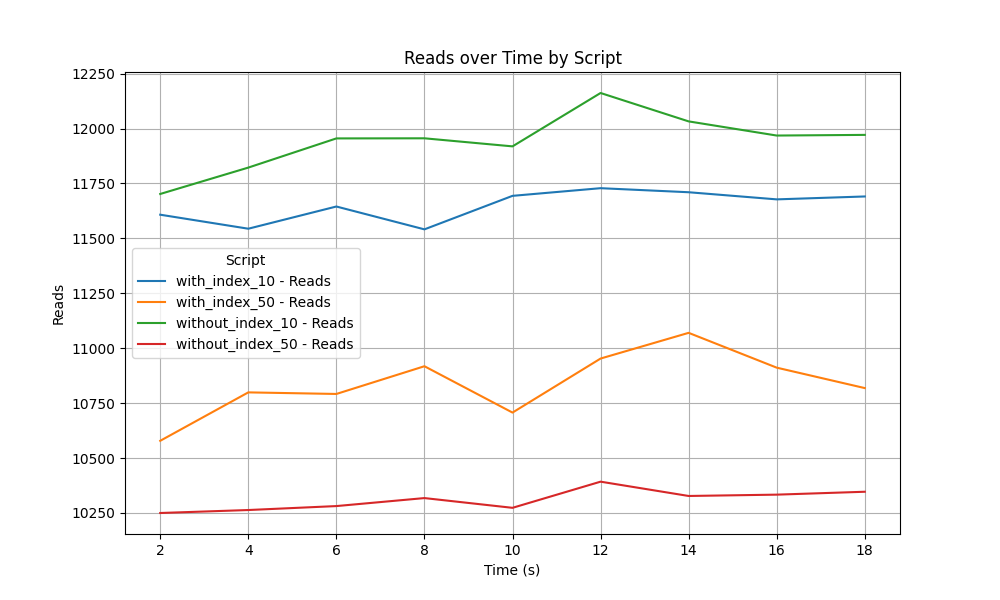 Reads over Time by Script
12250
12000
11750
11500
11250
11000
10750
10500
10250
Reads
Script
with_index_10 - Reads
with_index_50 - Reads
without_index_10 - Reads
without_index_50 - Reads
2 4 6 8 10 12 14 16 18
Time (s)